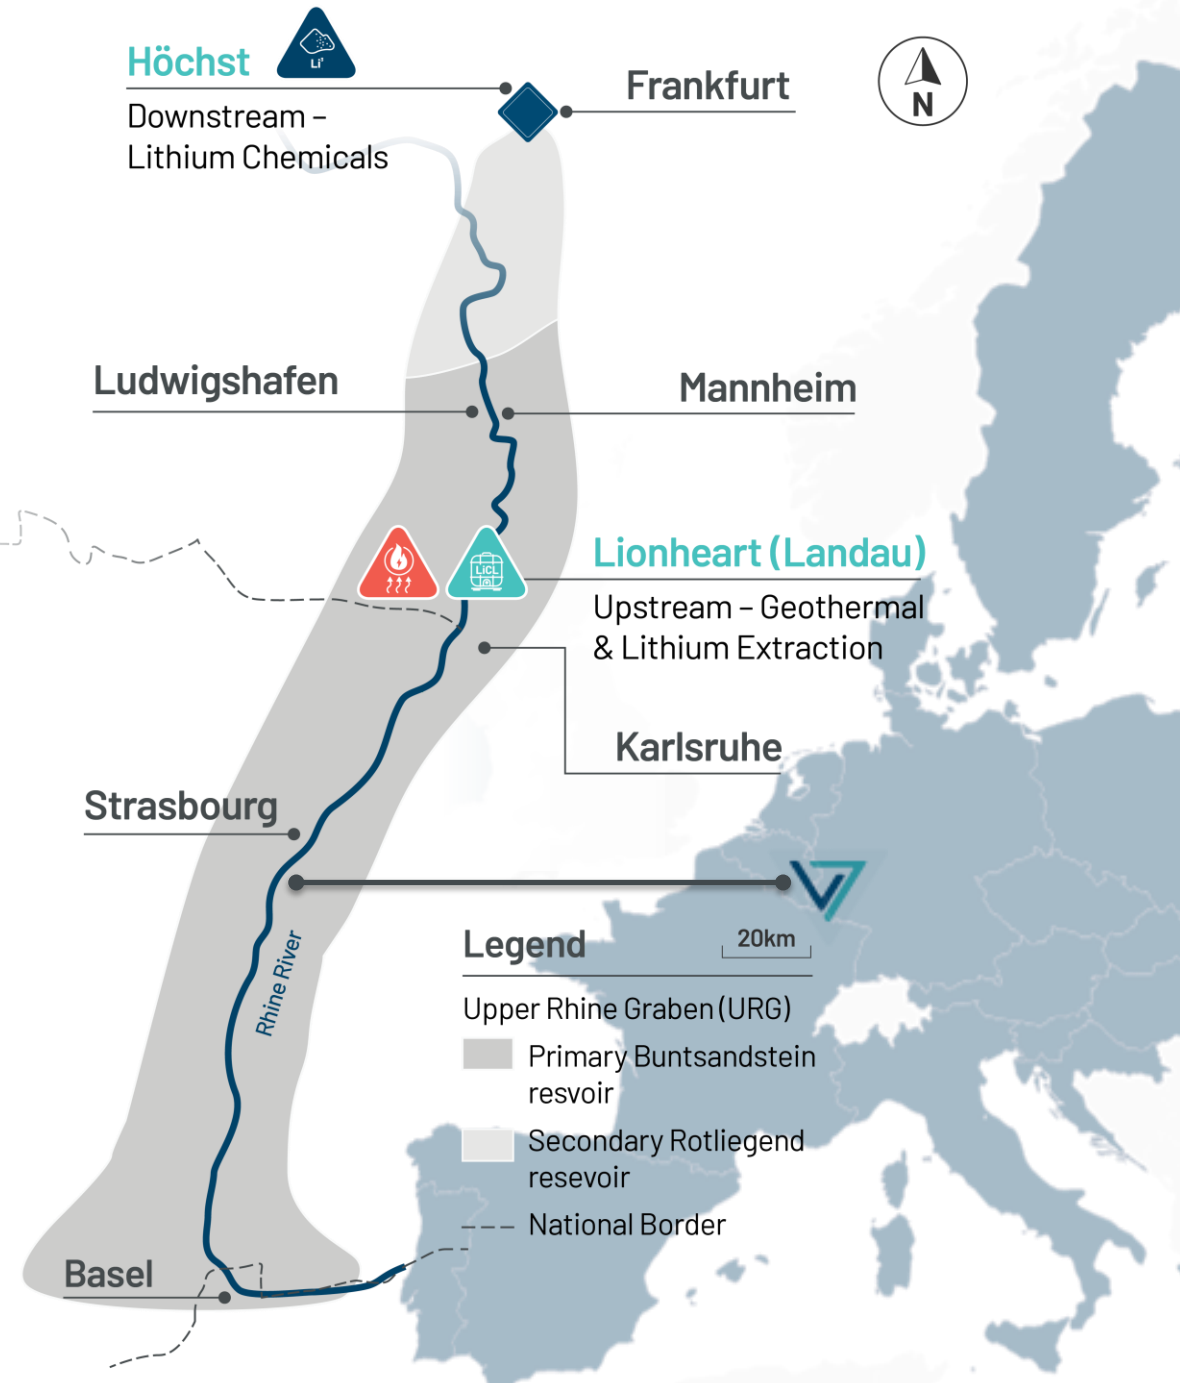 Höchst
Li⁺
Downstream –
Lithium Chemicals
Frankfurt
N
Ludwigshafen
Mannheim
LiCL
Lionheart (Landau)
Upstream – Geothermal
& Lithium Extraction
Karlsruhe
Strasbourg
Rhine River
Legend
20km
Upper Rhine Graben (URG)
Primary Buntsandstein
resvoir
Secondary Rotliegend
resevoir
National Border
Basel